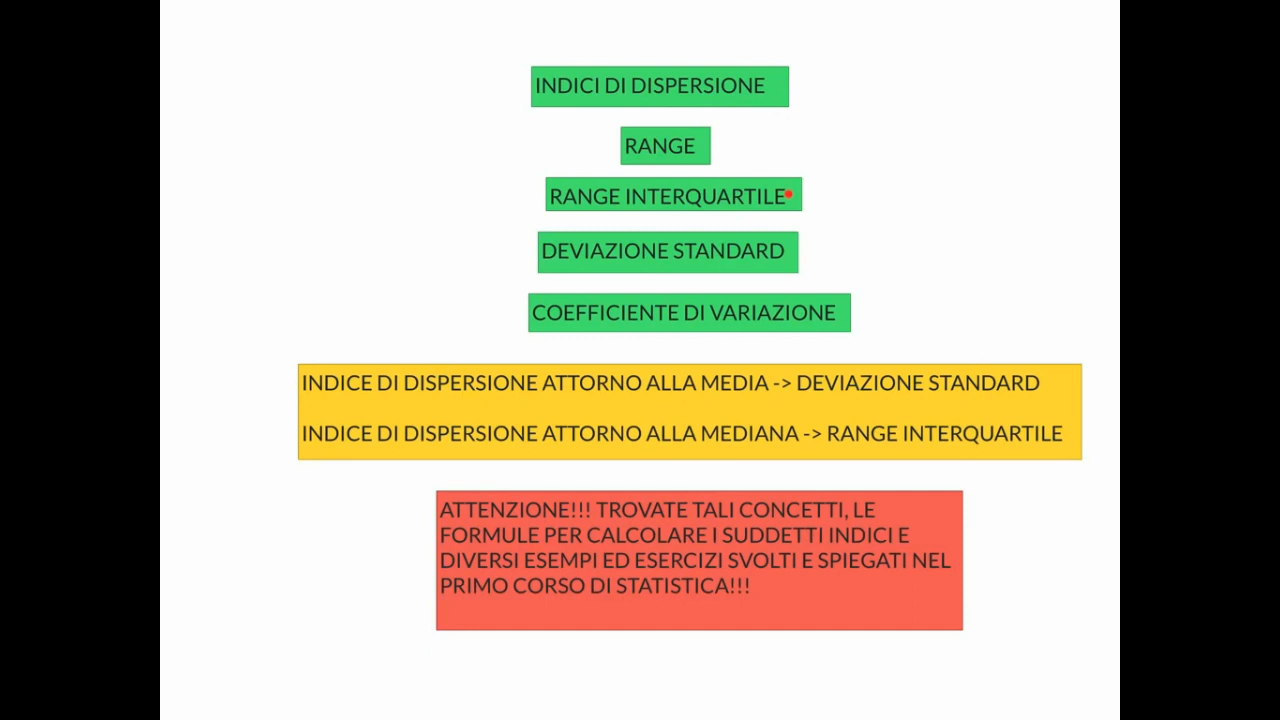 INDICI DI DISPERSIONE
RANGE
RANGE INTERQUARTILE
DEVIAZIONE STANDARD
COEFFICIENTE DI VARIAZIONE
INDICE DI DISPERSIONE ATTORNO ALLA MEDIA -> DEVIAZIONE STANDARD
INDICE DI DISPERSIONE ATTORNO ALLA MEDIANA -> RANGE INTERQUARTILE
ATTENZIONE!!! TROVATE TALI CONCETTI, LE
FORMULE PER CALCOLARE I SUDDETTI INDICI E
DIVERSI ESEMPI ED ESERCIZI SVOLTI E SPIEGATI NEL
PRIMO CORSO DI STATISTICA!!!